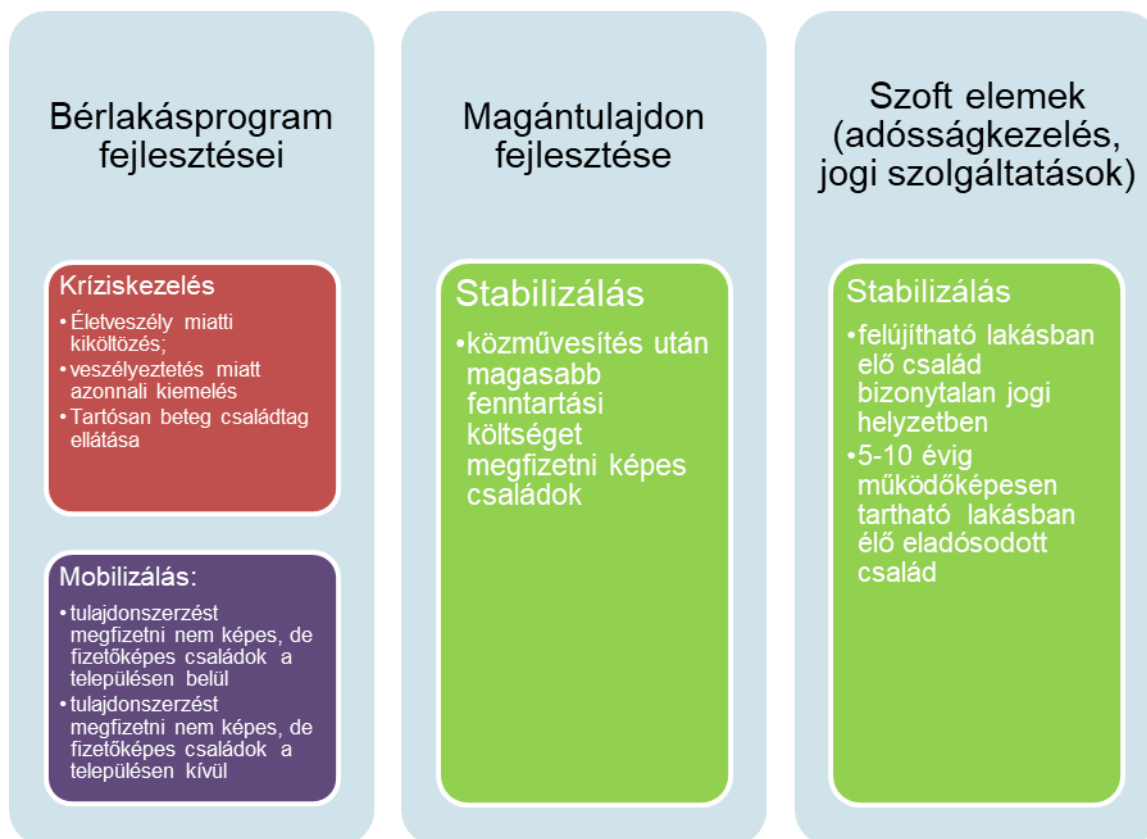 Bérlakásprogram
fejlesztései
Kríziskezelés
• Életveszély miatti
kiköltözés;
• veszélyeztetés miatt
azonnali kiemelés
• Tartósan beteg családtag
ellátása
Mobilizálás:
• tulajdonszerzést
megfizetni nem képes, de
fizetőképes családok a
településen belül
• tulajdonszerzést
megfizetni nem képes, de
fizetőképes családok a
településen kívül
Magántulajdon
fejlesztése
Stabilizálás
•közművesítés után
magasabb
fenntartási
költséget
megfizetni képes
családok
Szoft elemek
(adósságkezelés,
jogi szolgáltatások)
Stabilizálás
•felújítható lakásban
elő család
bizonytalan jogi
helyzetben
•5-10 évig
működőképesen
tartható lakásban
élő eladósodott
család